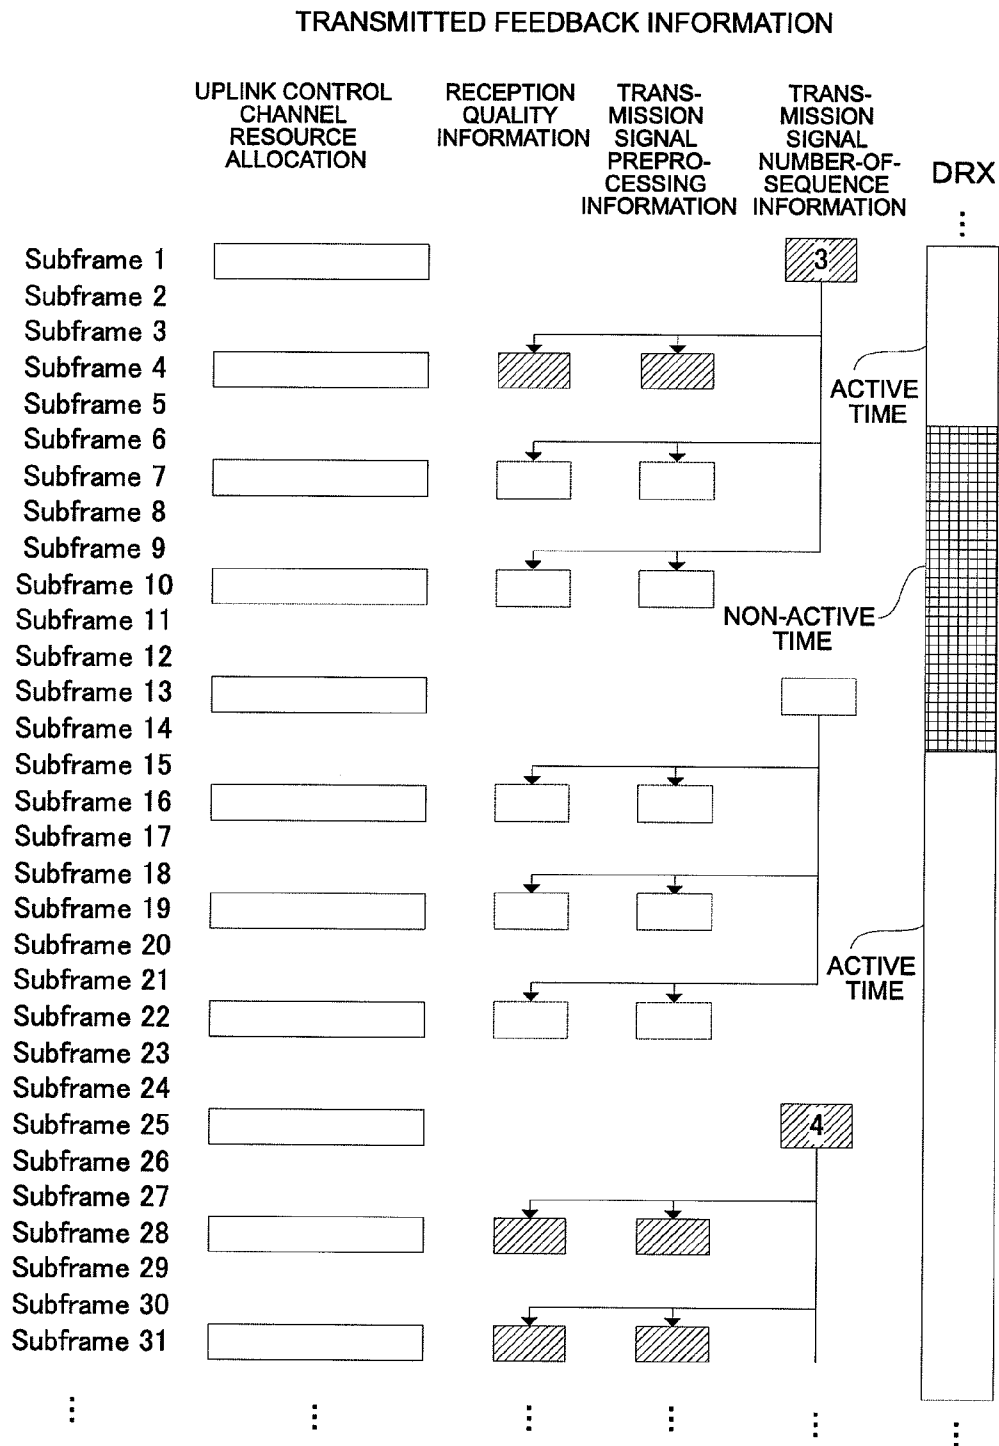 TRANSMITTED FEEDBACK INFORMATION
UPLINK CONTROL
CHANNEL
RESOURCE
ALLOCATION
RECEPTION
QUALITY
INFORMATION
TRANS-
MISSION
SIGNAL
PREPRO-
CESSING
INFORMATION
TRANS-
MISSION
SIGNAL
NUMBER-OF-
SEQUENCE
INFORMATION
DRX
Subframe 1
3
Subframe 2
Subframe 3
Subframe 4
ACTIVE
TIME
Subframe 5
Subframe 6
Subframe 7
Subframe 8
Subframe 9
Subframe 10
Subframe 11
NON-ACTIVE
TIME
Subframe 12
Subframe 13
Subframe 14
Subframe 15
Subframe 16
Subframe 17
Subframe 18
Subframe 19
Subframe 20
Subframe 21
ACTIVE
TIME
Subframe 22
Subframe 23
Subframe 24
Subframe 25
4
Subframe 26
Subframe 27
Subframe 28
Subframe 29
Subframe 30
Subframe 31